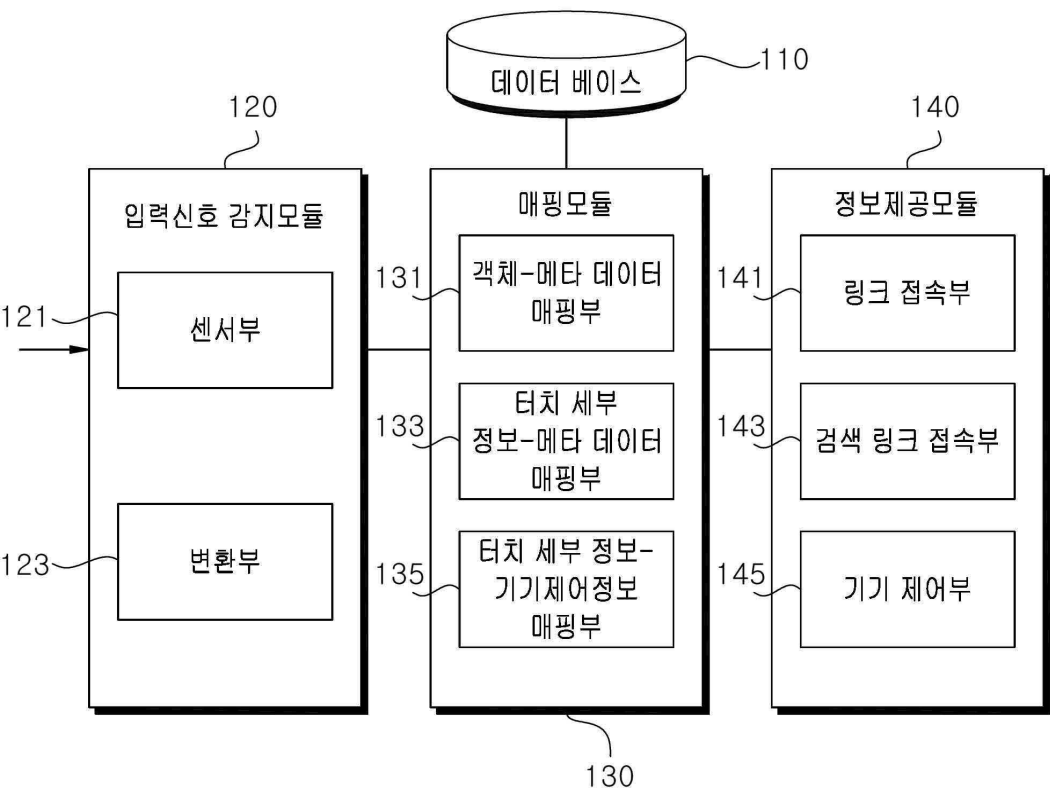 110
데이터 베이스
120
140
입력신호 감지모듈
매핑모듈
정보제공모듈
121
센서부
131
객체-메타 데이터
매핑부
141
링크 접속부
133
터치 세부
정보-메타 데이터
매핑부
143
검색 링크 접속부
123
변환부
135
터치 세부 정보-
기기제어정보
매핑부
145
기기 제어부
130